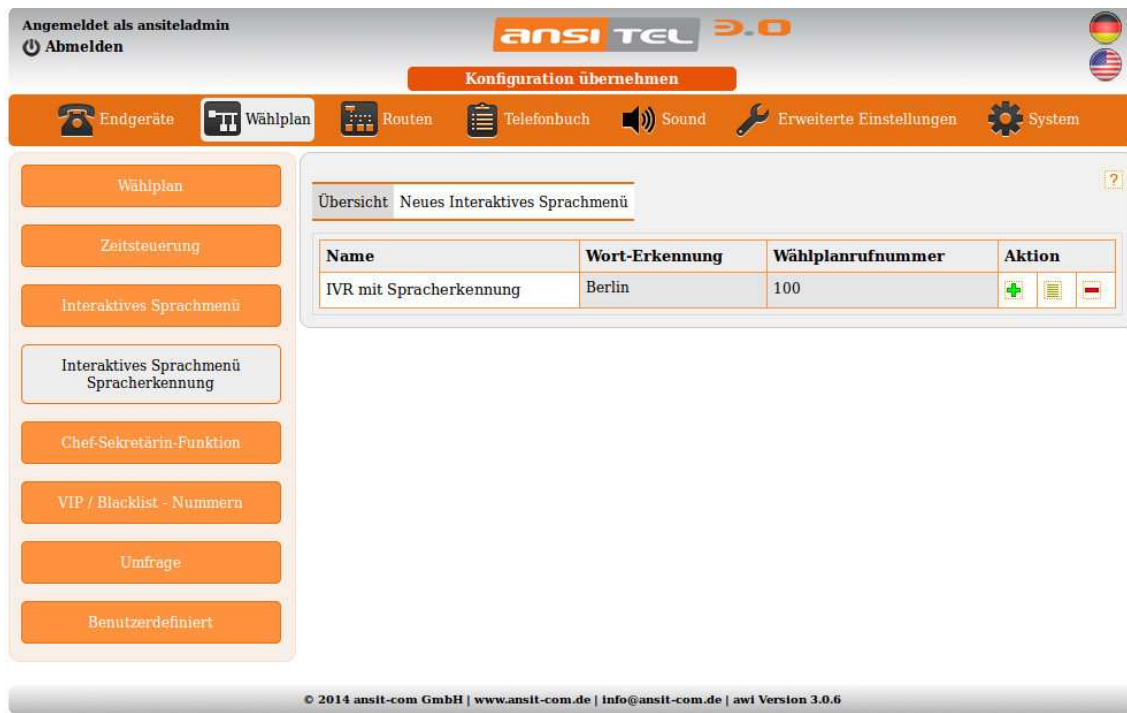 Angemeldet als ansiteladmin
Abmelden
ansi TEL 3.0
Konfiguration übernehmen
Endgeräte Wählplan Routen Telefonbuch Sound Erweiterte Einstellungen System
Wählplan
Zeitsteuerung
Interaktives Sprachmenü
Interaktives Sprachmenü
Spracherkennung
Chef-Sekretärin-Funktion
VIP / Blacklist - Nummern
Umfrage
Benutzerdefiniert
?
Übersicht Neues Interaktives Sprachmenü
Name Wort-Erkennung Wählplanrufnummer Aktion
IVR mit Spracherkennung Berlin 100
© 2014 ansit-com GmbH | www.ansit-com.de | info@ansit-com.de | awi Version 3.0.6